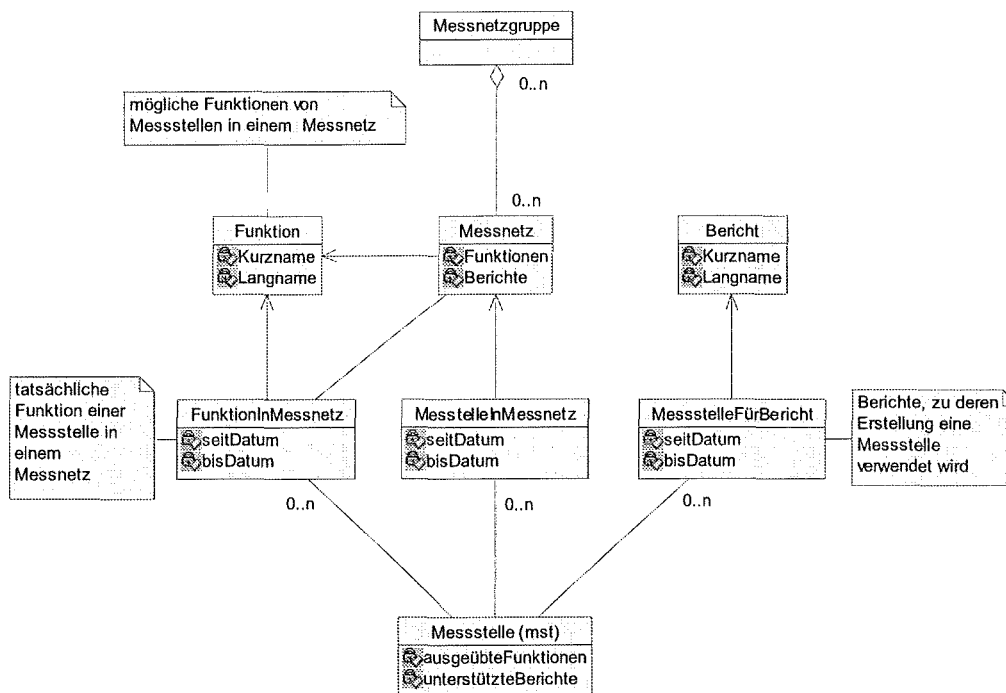 Messnetzgruppe
0..n
mögliche Funktionen von
Messstellen in einem Messnetz
0..n
Funktion
Kurzname
Langname
Messnetz
Funktionen
Berichte
Bericht
Kurzname
Langname
tatsächliche
Funktion einer
Messstelle in
einem
Messnetz
FunktionInMessnetz
seitDatum
bisDatum
MesstelleInMessnetz
seitDatum
bisDatum
MessstelleFürBericht
seitDatum
bisDatum
Berichte, zu deren
Erstellung eine
Messstelle
verwendet wird
0..n
0..n
0..n
Messstelle (mst)
ausgeübteFunktionen
unterstützteBerichte